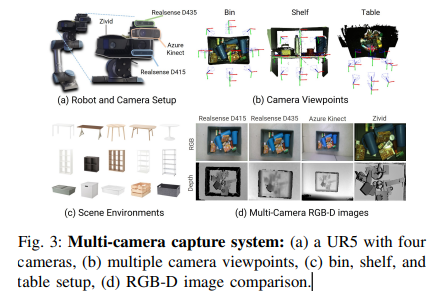 Realsense D435
Zivid
Azure
Kinect
Realsense D415
(a) Robot and Camera Setup
Bin
Shelf
Table
(b) Camera Viewpoints
(c) Scene Environments
Realsense D415
Realsense D435
Azure Kinect
Zivid
RGB
Depth
(d) Multi-Camera RGB-D images
Fig. 3: Multi-camera capture system: (a) a UR5 with four
cameras, (b) multiple camera viewpoints, (c) bin, shelf, and
table setup, (d) RGB-D image comparison.